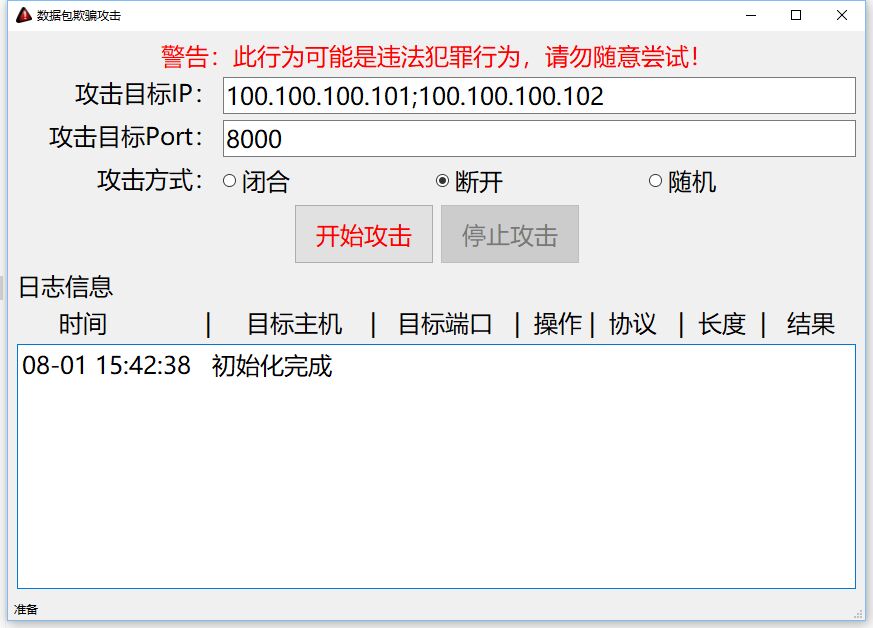 数据包欺骗攻击
警告：此行为可能是违法犯罪行为，请勿随意尝试！
攻击目标IP： 100.100.100.101;100.100.100.102
攻击目标Port： 8000
攻击方式： 闭合 断开 随机
开始攻击 停止攻击
日志信息
时间 | 目标主机 | 目标端口 | 操作 | 协议 | 长度 | 结果
08-01 15:42:38 初始化完成
准备